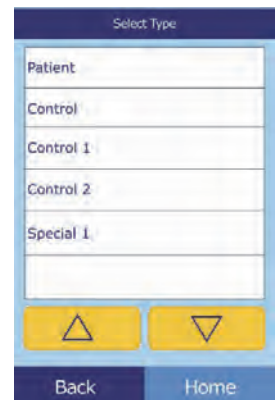 Select Type
Patient
Control
Control 1
Control 2
Special 1
Back Home